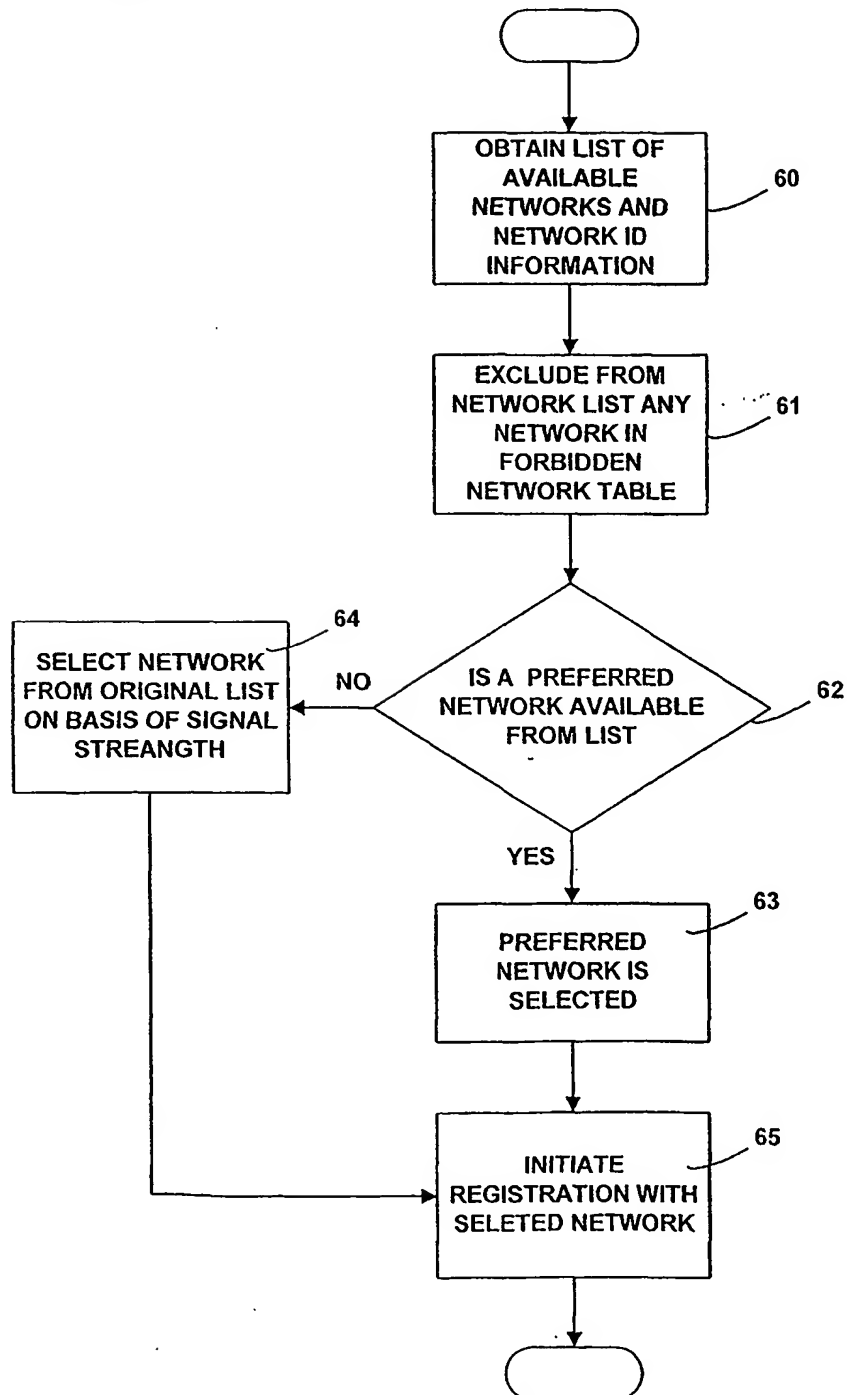 OBTAIN LIST OF
AVAILABLE
NETWORKS AND
NETWORK ID
INFORMATION
60
EXCLUDE FROM
NETWORK LIST ANY
NETWORK IN
FORBIDDEN
NETWORK TABLE
61
64
SELECT NETWORK
FROM ORIGINAL LIST
ON BASIS OF SIGNAL
STREANGTH
NO
IS A PREFERRED
NETWORK AVAILABLE
FROM LIST
62
YES
63
PREFERRED
NETWORK IS
SELECTED
65
INITIATE
REGISTRATION WITH
SELETED NETWORK